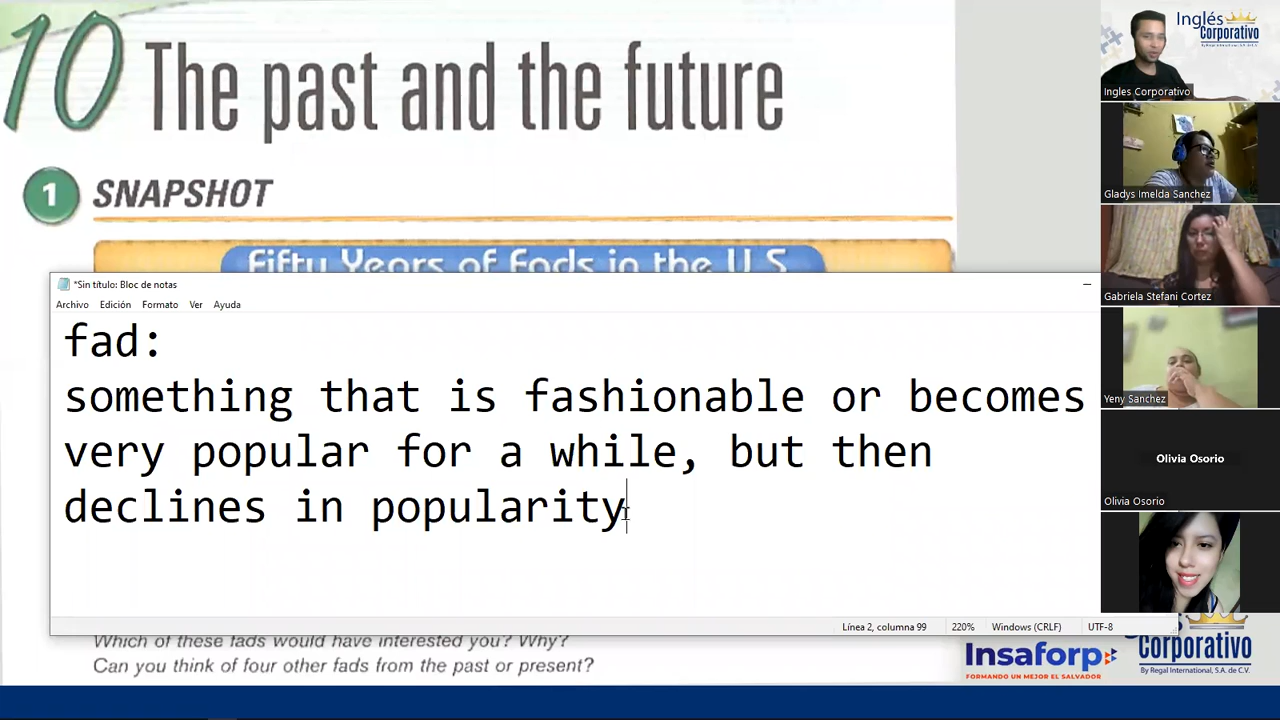 10 The past and the future
1 SNAPSHOT
Fifty Years of Fads in the U.S.
*Sin título: Bloc de notas
Archivo Edición Formato Ver Ayuda
fad:
something that is fashionable or becomes
very popular for a while, but then
declines in popularity
Línea 2, columna 99 220% Windows (CRLF) UTF-8
Which of these fads would have interested you? Why?
Can you think of four other fads from the past or present?
Insaforp
FORMANDO UN MEJOR EL SALVADOR
Corporativo
By Regal International, S.A. de C.V.
Inglés
Corporativo
By Regal International, S.A. de C.V.
Ingles Corporativo
Gladys Imelda Sanchez
Gabriela Stefani Cortez
Yeny Sanchez
Olivia Osorio
Olivia Osorio